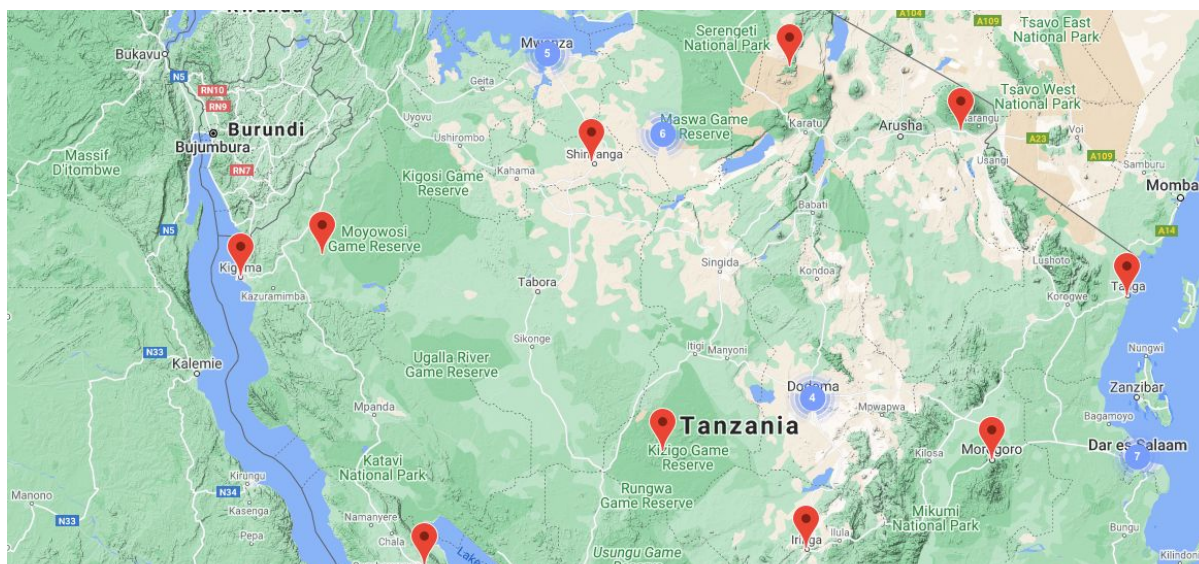 Bukavu
N5
RN10
RN9
Burundi
Bujumbura
Massif
D'itombwe
RN7
N5
Mwanza
5
Geita
Uyovu
Ushirombo
Kahama
Kigosi Game
Reserve
Shinyanga
6
Maswa Game
Reserve
Serengeti
National Park
Karatu
Arusha
A104
A109
Tsavo East
National Park
Tsavo West
National Park
A23
Voi
A109
Usangi
Samburu
A14
Moyowosi
Game Reserve
Kigoma
Kazuramimba
Tabora
Singida
Babati
Kondoa
Lushoto
Korogwe
Tanga
N33
Kalemie
Ugalla River
Game Reserve
Sikonge
Itigi
Manyoni
Dodoma
4
Mpwapwa
Nungwi
Zanzibar
Bagamoyo
Mpanda
Tanzania
Kizigo Game
Reserve
Kilosa
Morogoro
Dar es Salaam
7
Katavi
National Park
Kirungu
N34
Kasenga
Manono
N33
Pepa
Namanyere
Chala
Rungwa
Game Reserve
Usungu Game
Iringa
Ilula
Mikumi
National Park
Bungu
Kilindoni